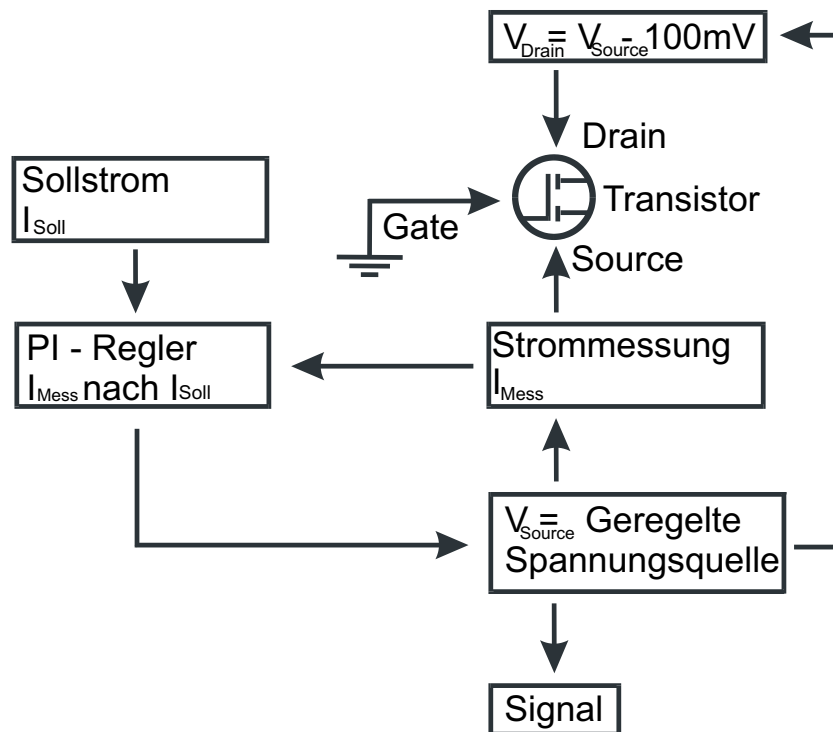 V_Drain = V_Source - 100mV
Drain
Sollstrom
I_Soll
Transistor
Gate
Source
PI - Regler
I_Mess nach I_Soll
Strommessung
I_Mess
V_Source = Geregelte
Spannungsquelle
Signal